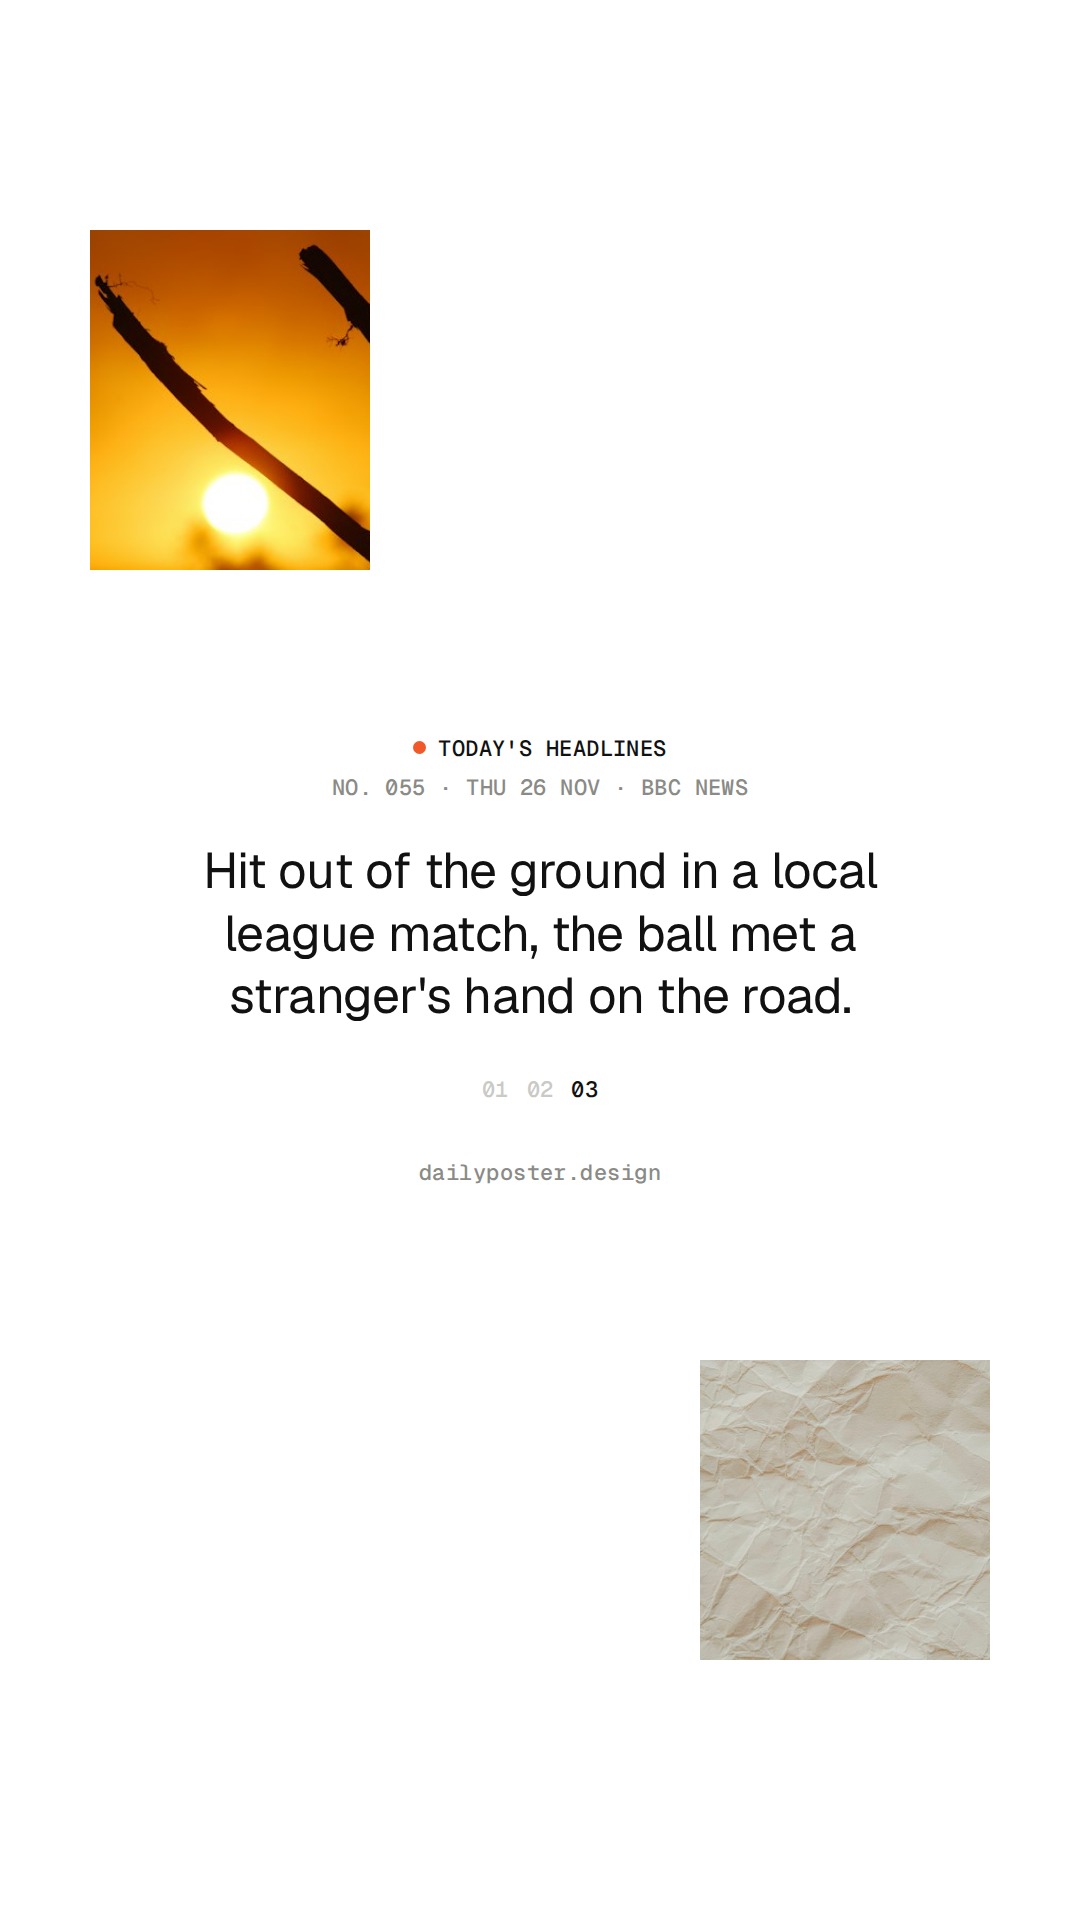 TODAY'S HEADLINES
NO. 055 · THU 26 NOV · BBC NEWS
Hit out of the ground in a local
league match, the ball met a
stranger's hand on the road.
01 02 03
dailyposter.design